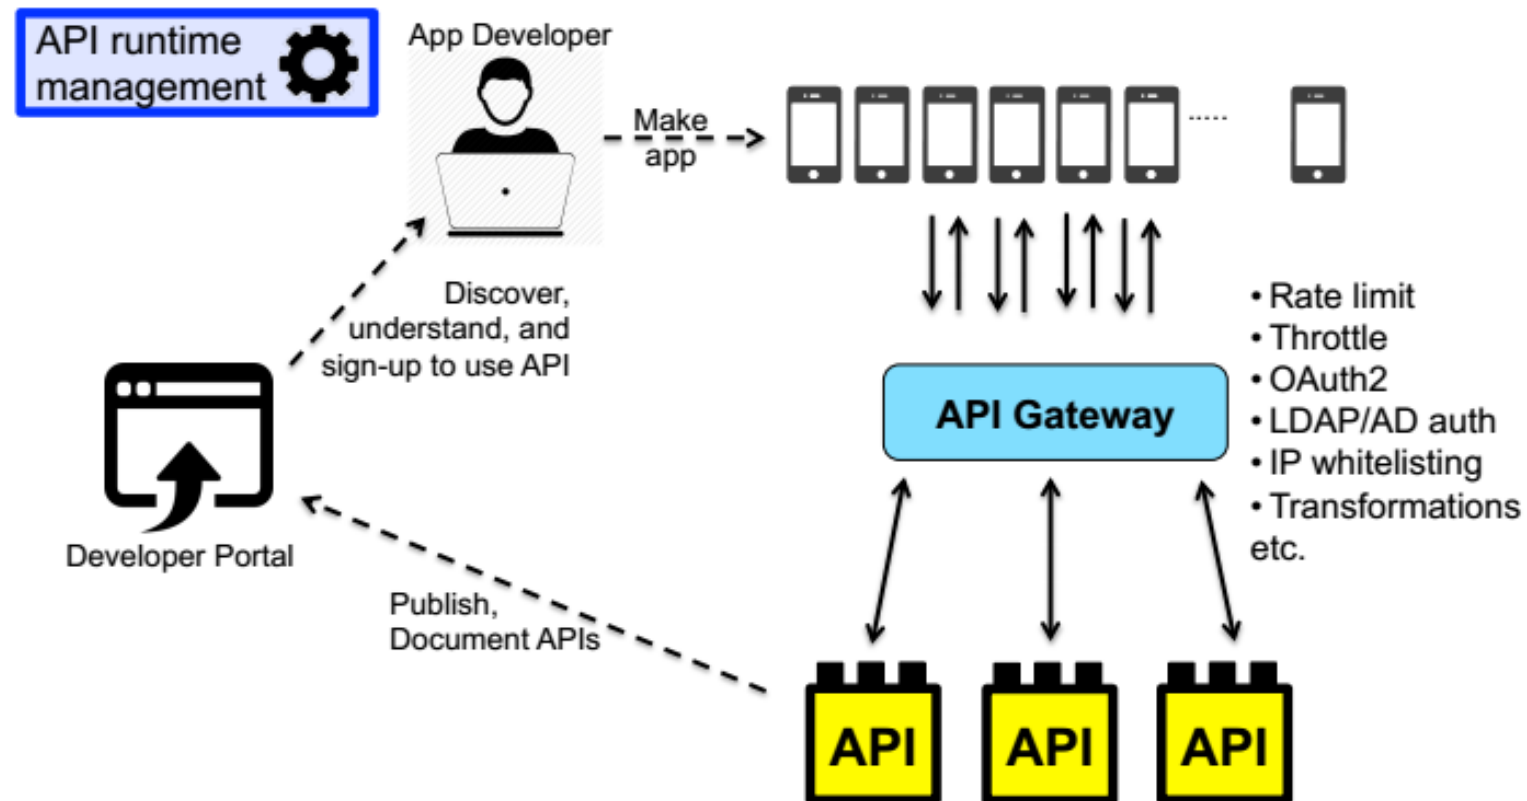 API runtime
management
App Developer
Make
app
.....
Discover,
understand, and
sign-up to use API
Developer Portal
Publish,
Document APIs
API Gateway
• Rate limit
• Throttle
• OAuth2
• LDAP/AD auth
• IP whitelisting
• Transformations
etc.
API
API
API